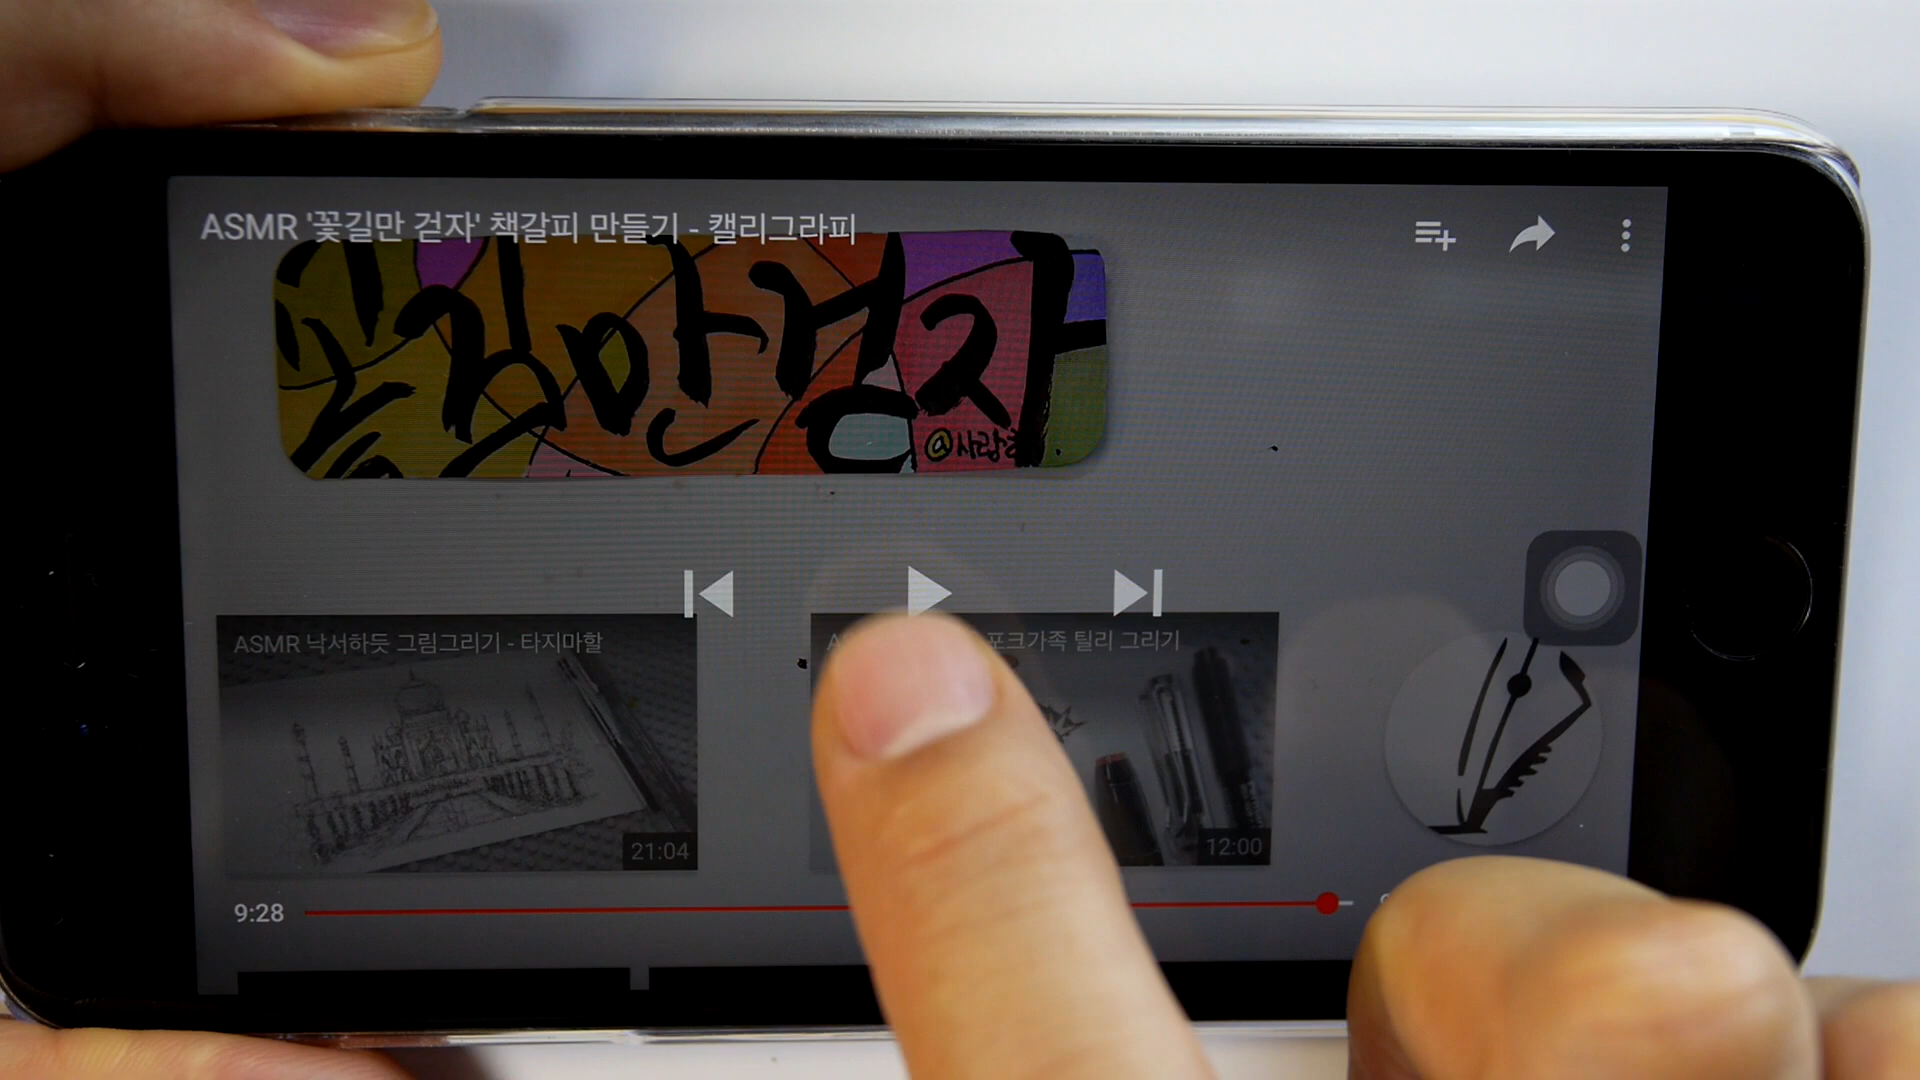 ASMR '꽃길만 걷자' 책갈피 만들기 - 캘리그라피
꽃길만 걷자
@사람
ASMR 낙서하듯 그림그리기 - 타지마할
포크가족 틸리 그리기
21:04
12:00
9:28